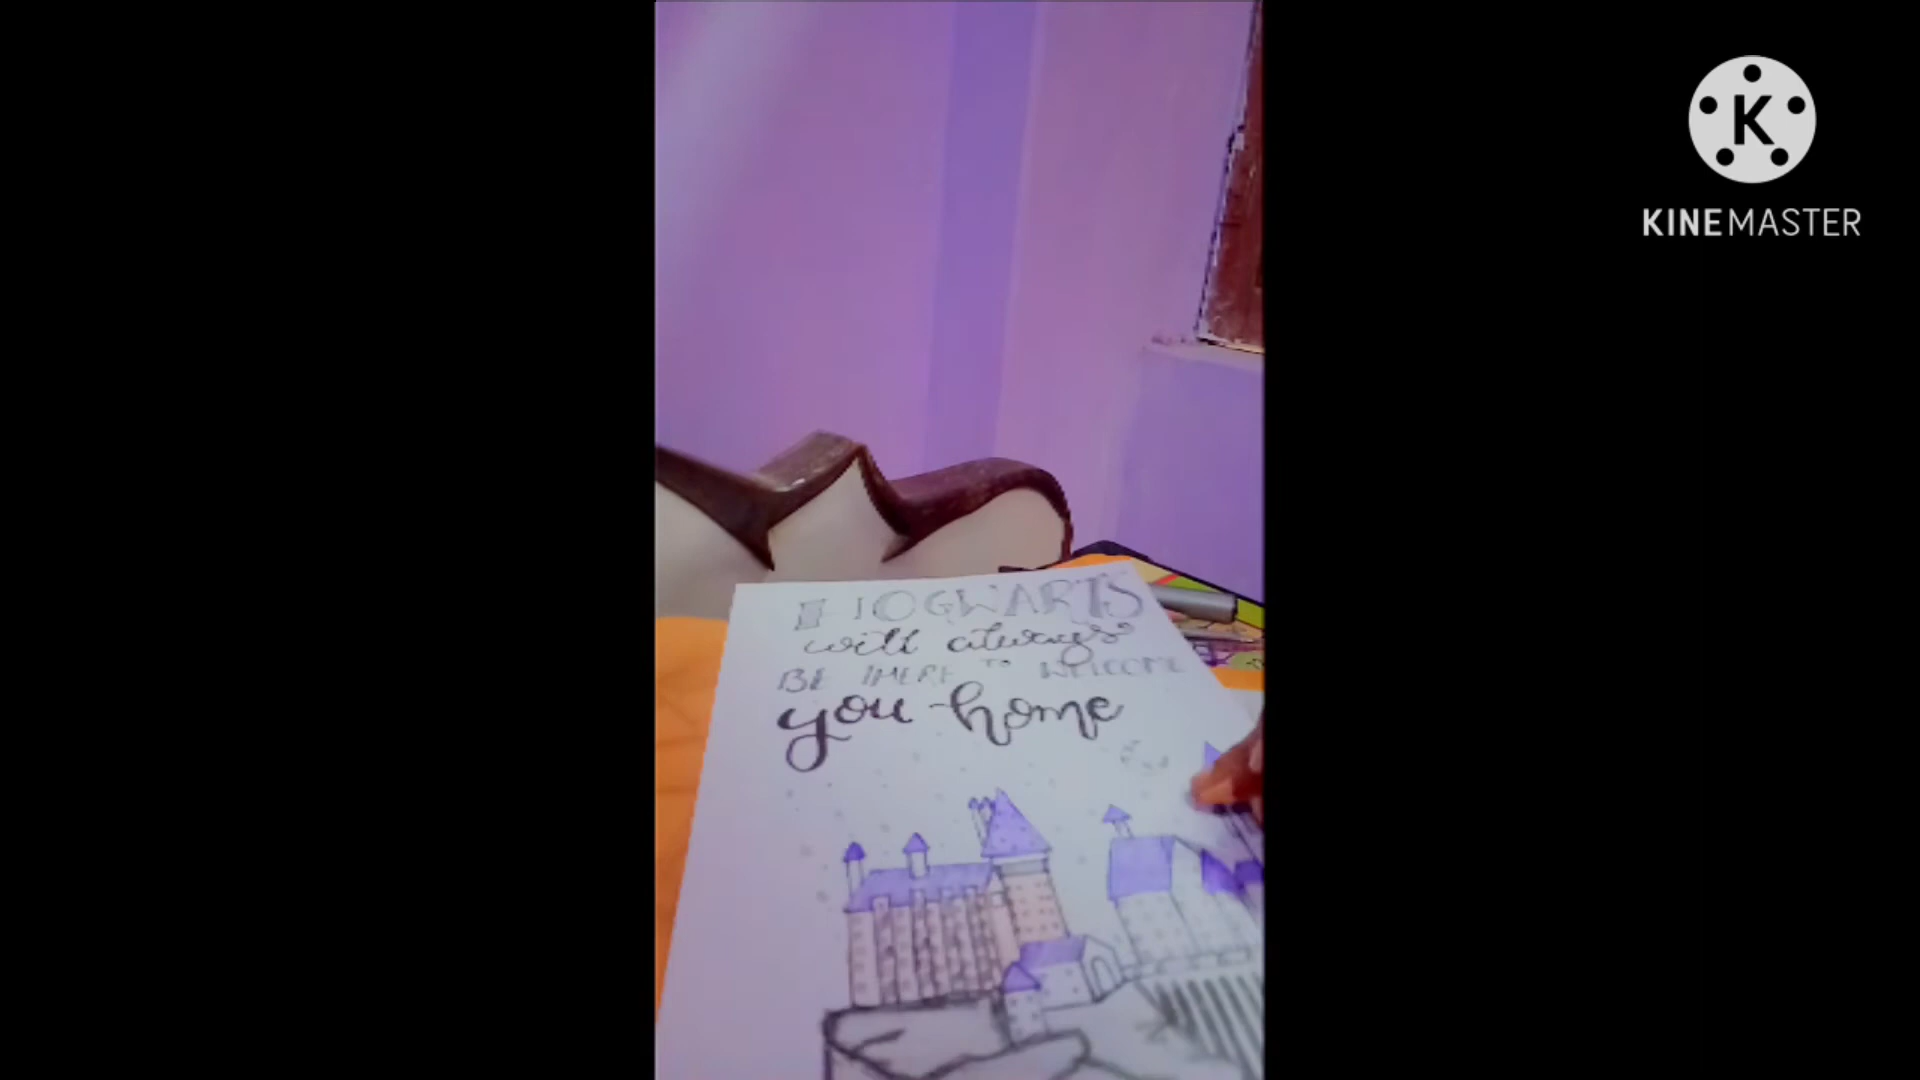 HOGWARTS
will always
BE THERE TO WELCOME
you home
K
KINEMASTER